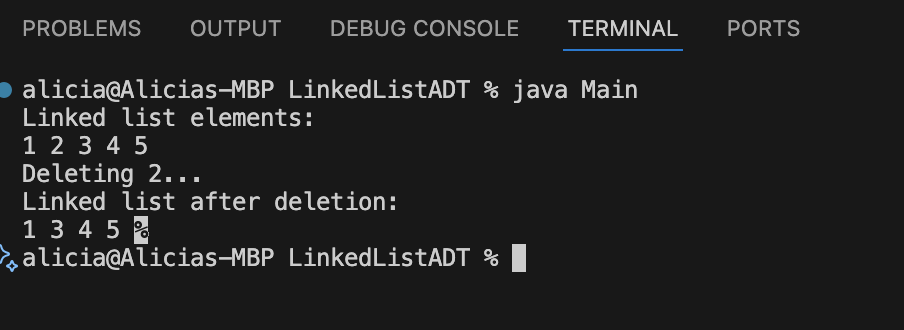 PROBLEMS OUTPUT DEBUG CONSOLE TERMINAL PORTS
alicia@Alicias-MBP LinkedListADT % java Main
Linked list elements:
1 2 3 4 5
Deleting 2...
Linked list after deletion:
1 3 4 5 %
alicia@Alicias-MBP LinkedListADT %